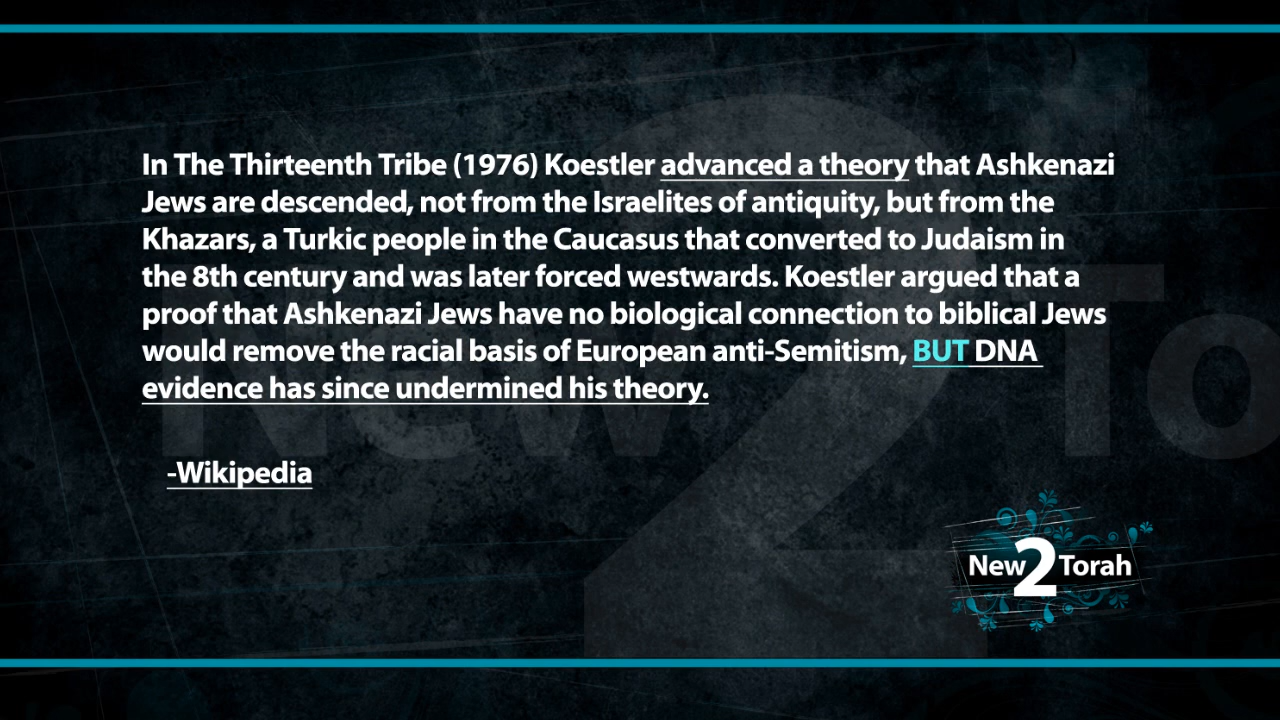 In The Thirteenth Tribe (1976) Koestler advanced a theory that Ashkenazi
Jews are descended, not from the Israelites of antiquity, but from the
Khazars, a Turkic people in the Caucasus that converted to Judaism in
the 8th century and was later forced westwards. Koestler argued that a
proof that Ashkenazi Jews have no biological connection to biblical Jews
would remove the racial basis of European anti-Semitism, BUT DNA
evidence has since undermined his theory.
-Wikipedia
New2Torah
New 2 To